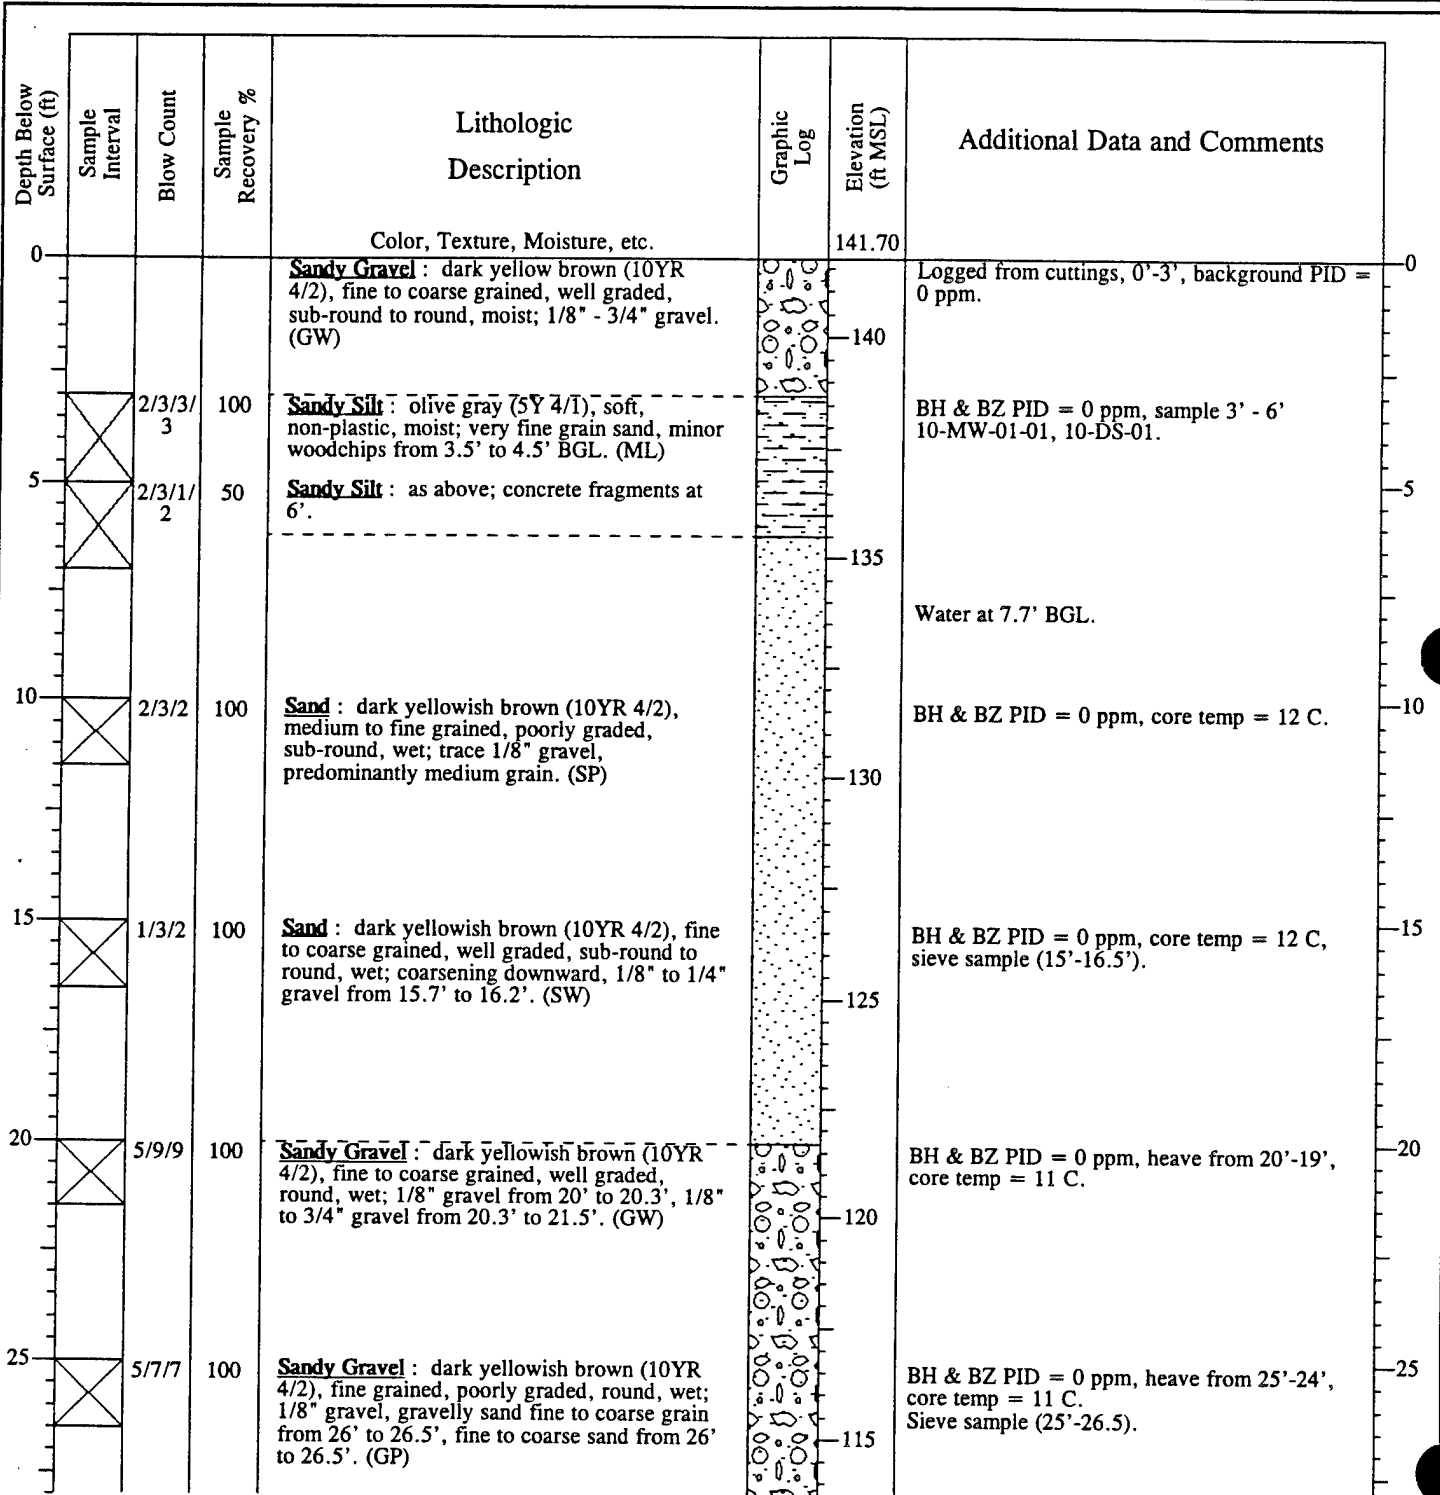 Depth Below
Surface (ft)
Sample
Interval
Blow Count
Sample
Recovery %
Lithologic
Description
Color, Texture, Moisture, etc.
Graphic
Log
Elevation
(ft MSL)
141.70
Additional Data and Comments
0
Sandy Gravel : dark yellow brown (10YR
4/2), fine to coarse grained, well graded,
sub-round to round, moist; 1/8" - 3/4" gravel.
(GW)
140
Logged from cuttings, 0'-3', background PID =
0 ppm.
0
2/3/3/
3
100
Sandy Silt : olive gray (5Y 4/1), soft,
non-plastic, moist; very fine grain sand, minor
woodchips from 3.5' to 4.5' BGL. (ML)
BH & BZ PID = 0 ppm, sample 3' - 6'
10-MW-01-01, 10-DS-01.
5
2/3/1/
2
50
Sandy Silt : as above; concrete fragments at
6'.
5
135
Water at 7.7' BGL.
10
2/3/2
100
Sand : dark yellowish brown (10YR 4/2),
medium to fine grained, poorly graded,
sub-round, wet; trace 1/8" gravel,
predominantly medium grain. (SP)
130
BH & BZ PID = 0 ppm, core temp = 12 C.
10
15
1/3/2
100
Sand : dark yellowish brown (10YR 4/2), fine
to coarse grained, well graded, sub-round to
round, wet; coarsening downward, 1/8" to 1/4"
gravel from 15.7' to 16.2'. (SW)
125
BH & BZ PID = 0 ppm, core temp = 12 C,
sieve sample (15'-16.5').
15
20
5/9/9
100
Sandy Gravel : dark yellowish brown (10YR
4/2), fine to coarse grained, well graded,
round, wet; 1/8" gravel from 20' to 20.3', 1/8"
to 3/4" gravel from 20.3' to 21.5'. (GW)
120
BH & BZ PID = 0 ppm, heave from 20'-19',
core temp = 11 C.
20
25
5/7/7
100
Sandy Gravel : dark yellowish brown (10YR
4/2), fine grained, poorly graded, round, wet;
1/8" gravel, gravelly sand fine to coarse grain
from 26' to 26.5', fine to coarse sand from 26'
to 26.5'. (GP)
115
BH & BZ PID = 0 ppm, heave from 25'-24',
core temp = 11 C.
Sieve sample (25'-26.5).
25